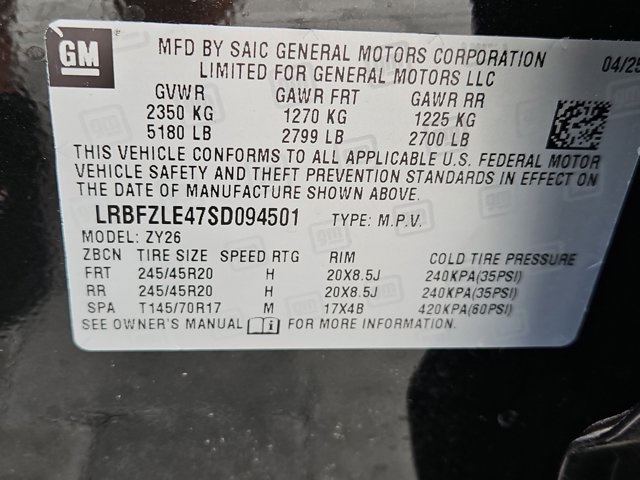 GM
MFD BY SAIC GENERAL MOTORS CORPORATION 04/25
LIMITED FOR GENERAL MOTORS LLC
GVWR GAWR FRT GAWR RR
2350 KG 1270 KG 1225 KG
5180 LB 2799 LB 2700 LB
THIS VEHICLE CONFORMS TO ALL APPLICABLE U.S. FEDERAL MOTOR
VEHICLE SAFETY AND THEFT PREVENTION STANDARDS IN EFFECT ON
THE DATE OF MANUFACTURE SHOWN ABOVE.
LRBFZLE47SD094501 TYPE: M.P.V.
MODEL: ZY26
ZBCN TIRE SIZE SPEED RTG RIM COLD TIRE PRESSURE
FRT 245/45R20 H 20X8.5J 240KPA(35PSI)
RR 245/45R20 H 20X8.5J 240KPA(35PSI)
SPA T145/70R17 M 17X4B 420KPA(60PSI)
SEE OWNER'S MANUAL FOR MORE INFORMATION